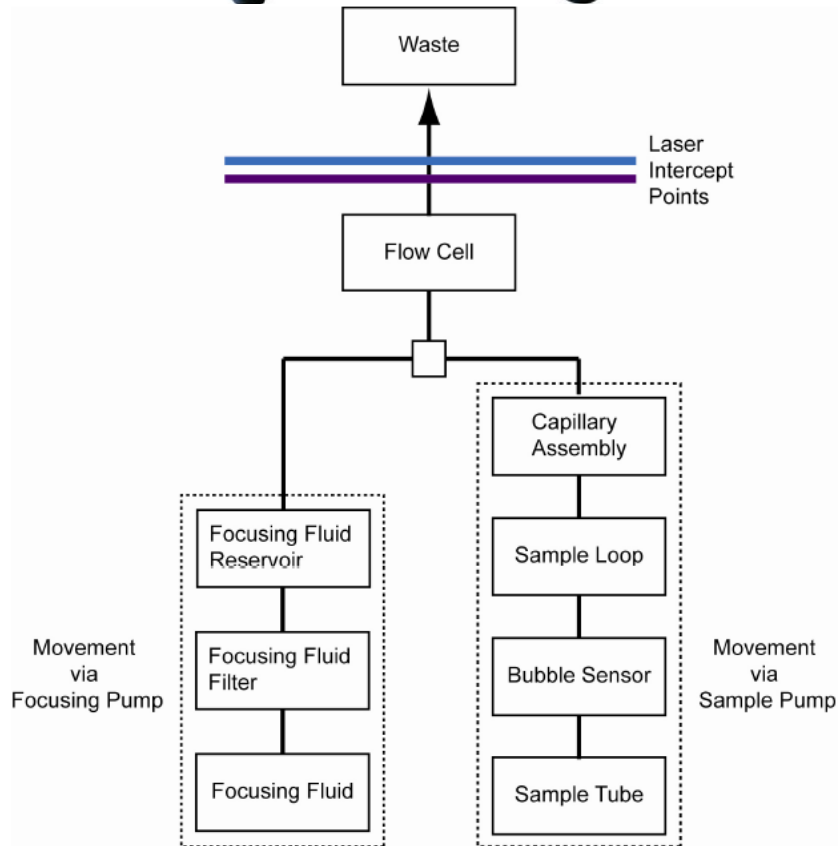 Waste
Laser
Intercept
Points
Flow Cell
Capillary
Assembly
Focusing Fluid
Reservoir
Sample Loop
Movement
via
Focusing Pump
Focusing Fluid
Filter
Bubble Sensor
Movement
via
Sample Pump
Focusing Fluid
Sample Tube